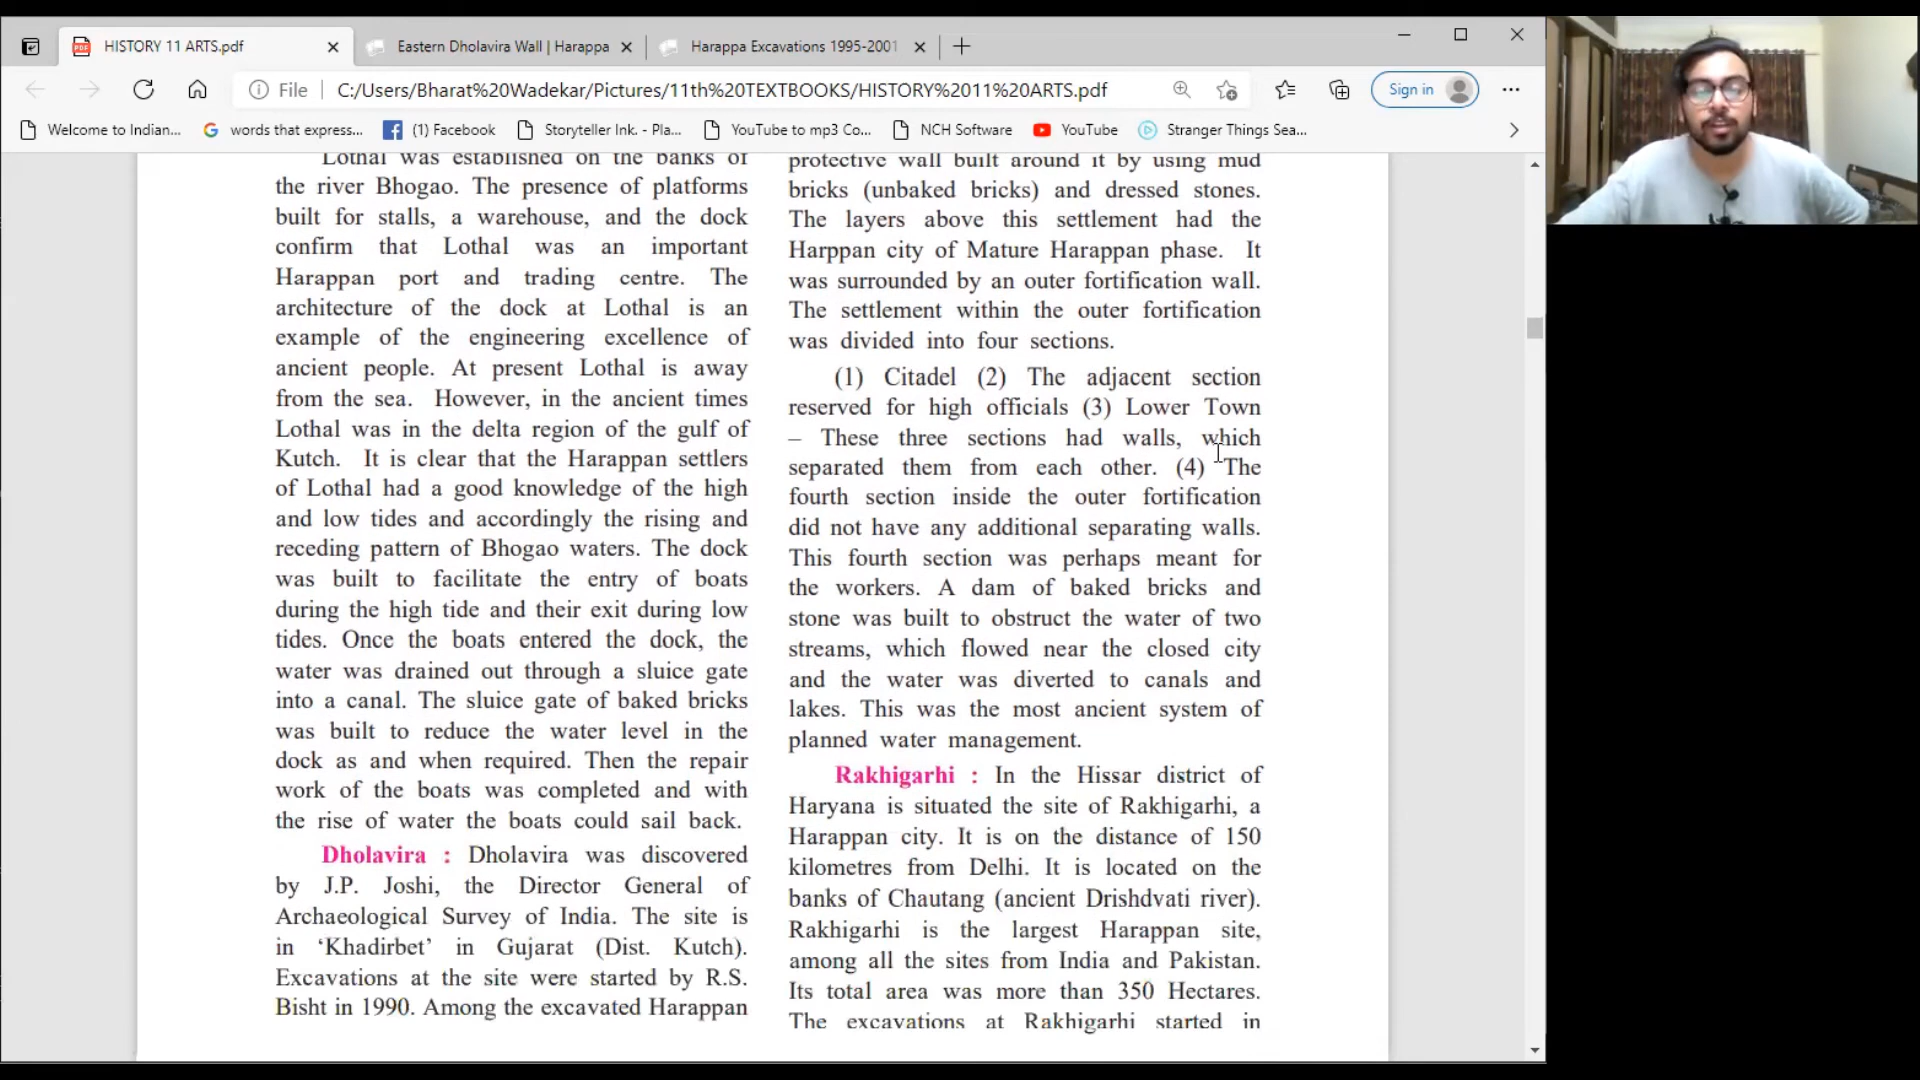 HISTORY 11 ARTS.pdf
Eastern Dholavira Wall | Harappa
Harappa Excavations 1995-2001
File
C:/Users/Bharat%20Wadekar/Pictures/11th%20TEXTBOOKS/HISTORY%2011%20ARTS.pdf
Sign in
Welcome to Indian...
words that express...
(1) Facebook
Storyteller Ink. - Pla...
YouTube to mp3 Co...
NCH Software
YouTube
Stranger Things Sea...
Lothal was established on the banks of
the river Bhogao. The presence of platforms
built for stalls, a warehouse, and the dock
confirm that Lothal was an important
Harappan port and trading centre. The
architecture of the dock at Lothal is an
example of the engineering excellence of
ancient people. At present Lothal is away
from the sea. However, in the ancient times
Lothal was in the delta region of the gulf of
Kutch. It is clear that the Harappan settlers
of Lothal had a good knowledge of the high
and low tides and accordingly the rising and
receding pattern of Bhogao waters. The dock
was built to facilitate the entry of boats
during the high tide and their exit during low
tides. Once the boats entered the dock, the
water was drained out through a sluice gate
into a canal. The sluice gate of baked bricks
was built to reduce the water level in the
dock as and when required. Then the repair
work of the boats was completed and with
the rise of water the boats could sail back.
Dholavira : Dholavira was discovered
by J.P. Joshi, the Director General of
Archaeological Survey of India. The site is
in ‘Khadirbet’ in Gujarat (Dist. Kutch).
Excavations at the site were started by R.S.
Bisht in 1990. Among the excavated Harappan
protective wall built around it by using mud
bricks (unbaked bricks) and dressed stones.
The layers above this settlement had the
Harppan city of Mature Harappan phase. It
was surrounded by an outer fortification wall.
The settlement within the outer fortification
was divided into four sections.
(1) Citadel (2) The adjacent section
reserved for high officials (3) Lower Town
– These three sections had walls, which
separated them from each other. (4) The
fourth section inside the outer fortification
did not have any additional separating walls.
This fourth section was perhaps meant for
the workers. A dam of baked bricks and
stone was built to obstruct the water of two
streams, which flowed near the closed city
and the water was diverted to canals and
lakes. This was the most ancient system of
planned water management.
Rakhigarhi : In the Hissar district of
Haryana is situated the site of Rakhigarhi, a
Harappan city. It is on the distance of 150
kilometres from Delhi. It is located on the
banks of Chautang (ancient Drishdvati river).
Rakhigarhi is the largest Harappan site,
among all the sites from India and Pakistan.
Its total area was more than 350 Hectares.
The excavations at Rakhigarhi started in